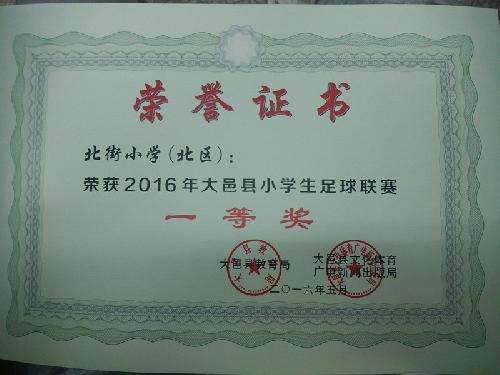 荣誉证书
北街小学（北区）：
荣获2016年大邑县小学生足球联赛
一等奖
大邑县教育局 大邑县文化体育
广电新闻出版局
二〇一六年五月